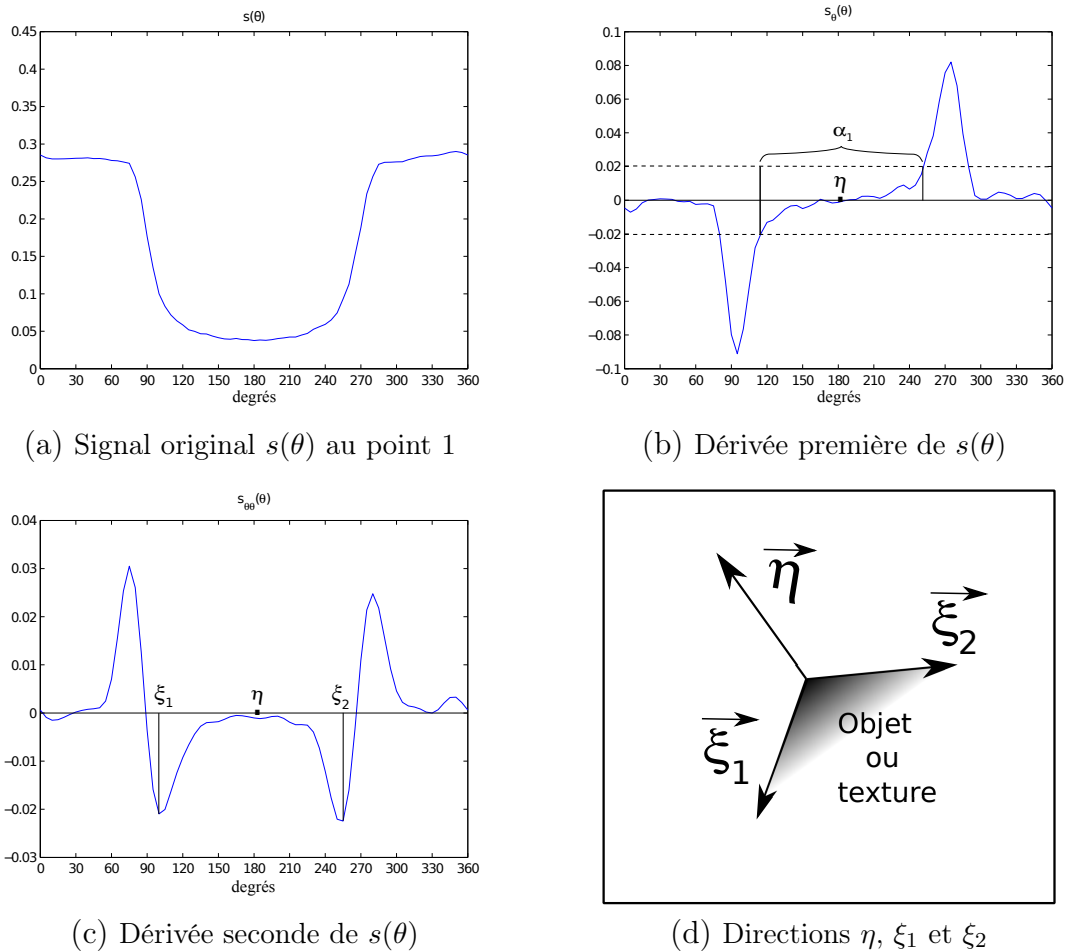 s(θ)
0.45
0.4
0.35
0.3
0.25
0.2
0.15
0.1
0.05
0
0 30 60 90 120 150 180 210 240 270 300 330 360
degrés
(a) Signal original s(θ) au point 1
s_θ(θ)
0.1
0.08
0.06
0.04
0.02
0
−0.02
−0.04
−0.06
−0.08
−0.1
α₁
η
0 30 60 90 120 150 180 210 240 270 300 330 360
degrés
(b) Dérivée première de s(θ)
s_θθ(θ)
0.04
0.03
0.02
0.01
0
−0.01
−0.02
−0.03
ξ₁ η ξ₂
0 30 60 90 120 150 180 210 240 270 300 330 360
degrés
(c) Dérivée seconde de s(θ)
η
ξ₂
ξ₁
Objet
ou
texture
(d) Directions η, ξ₁ et ξ₂